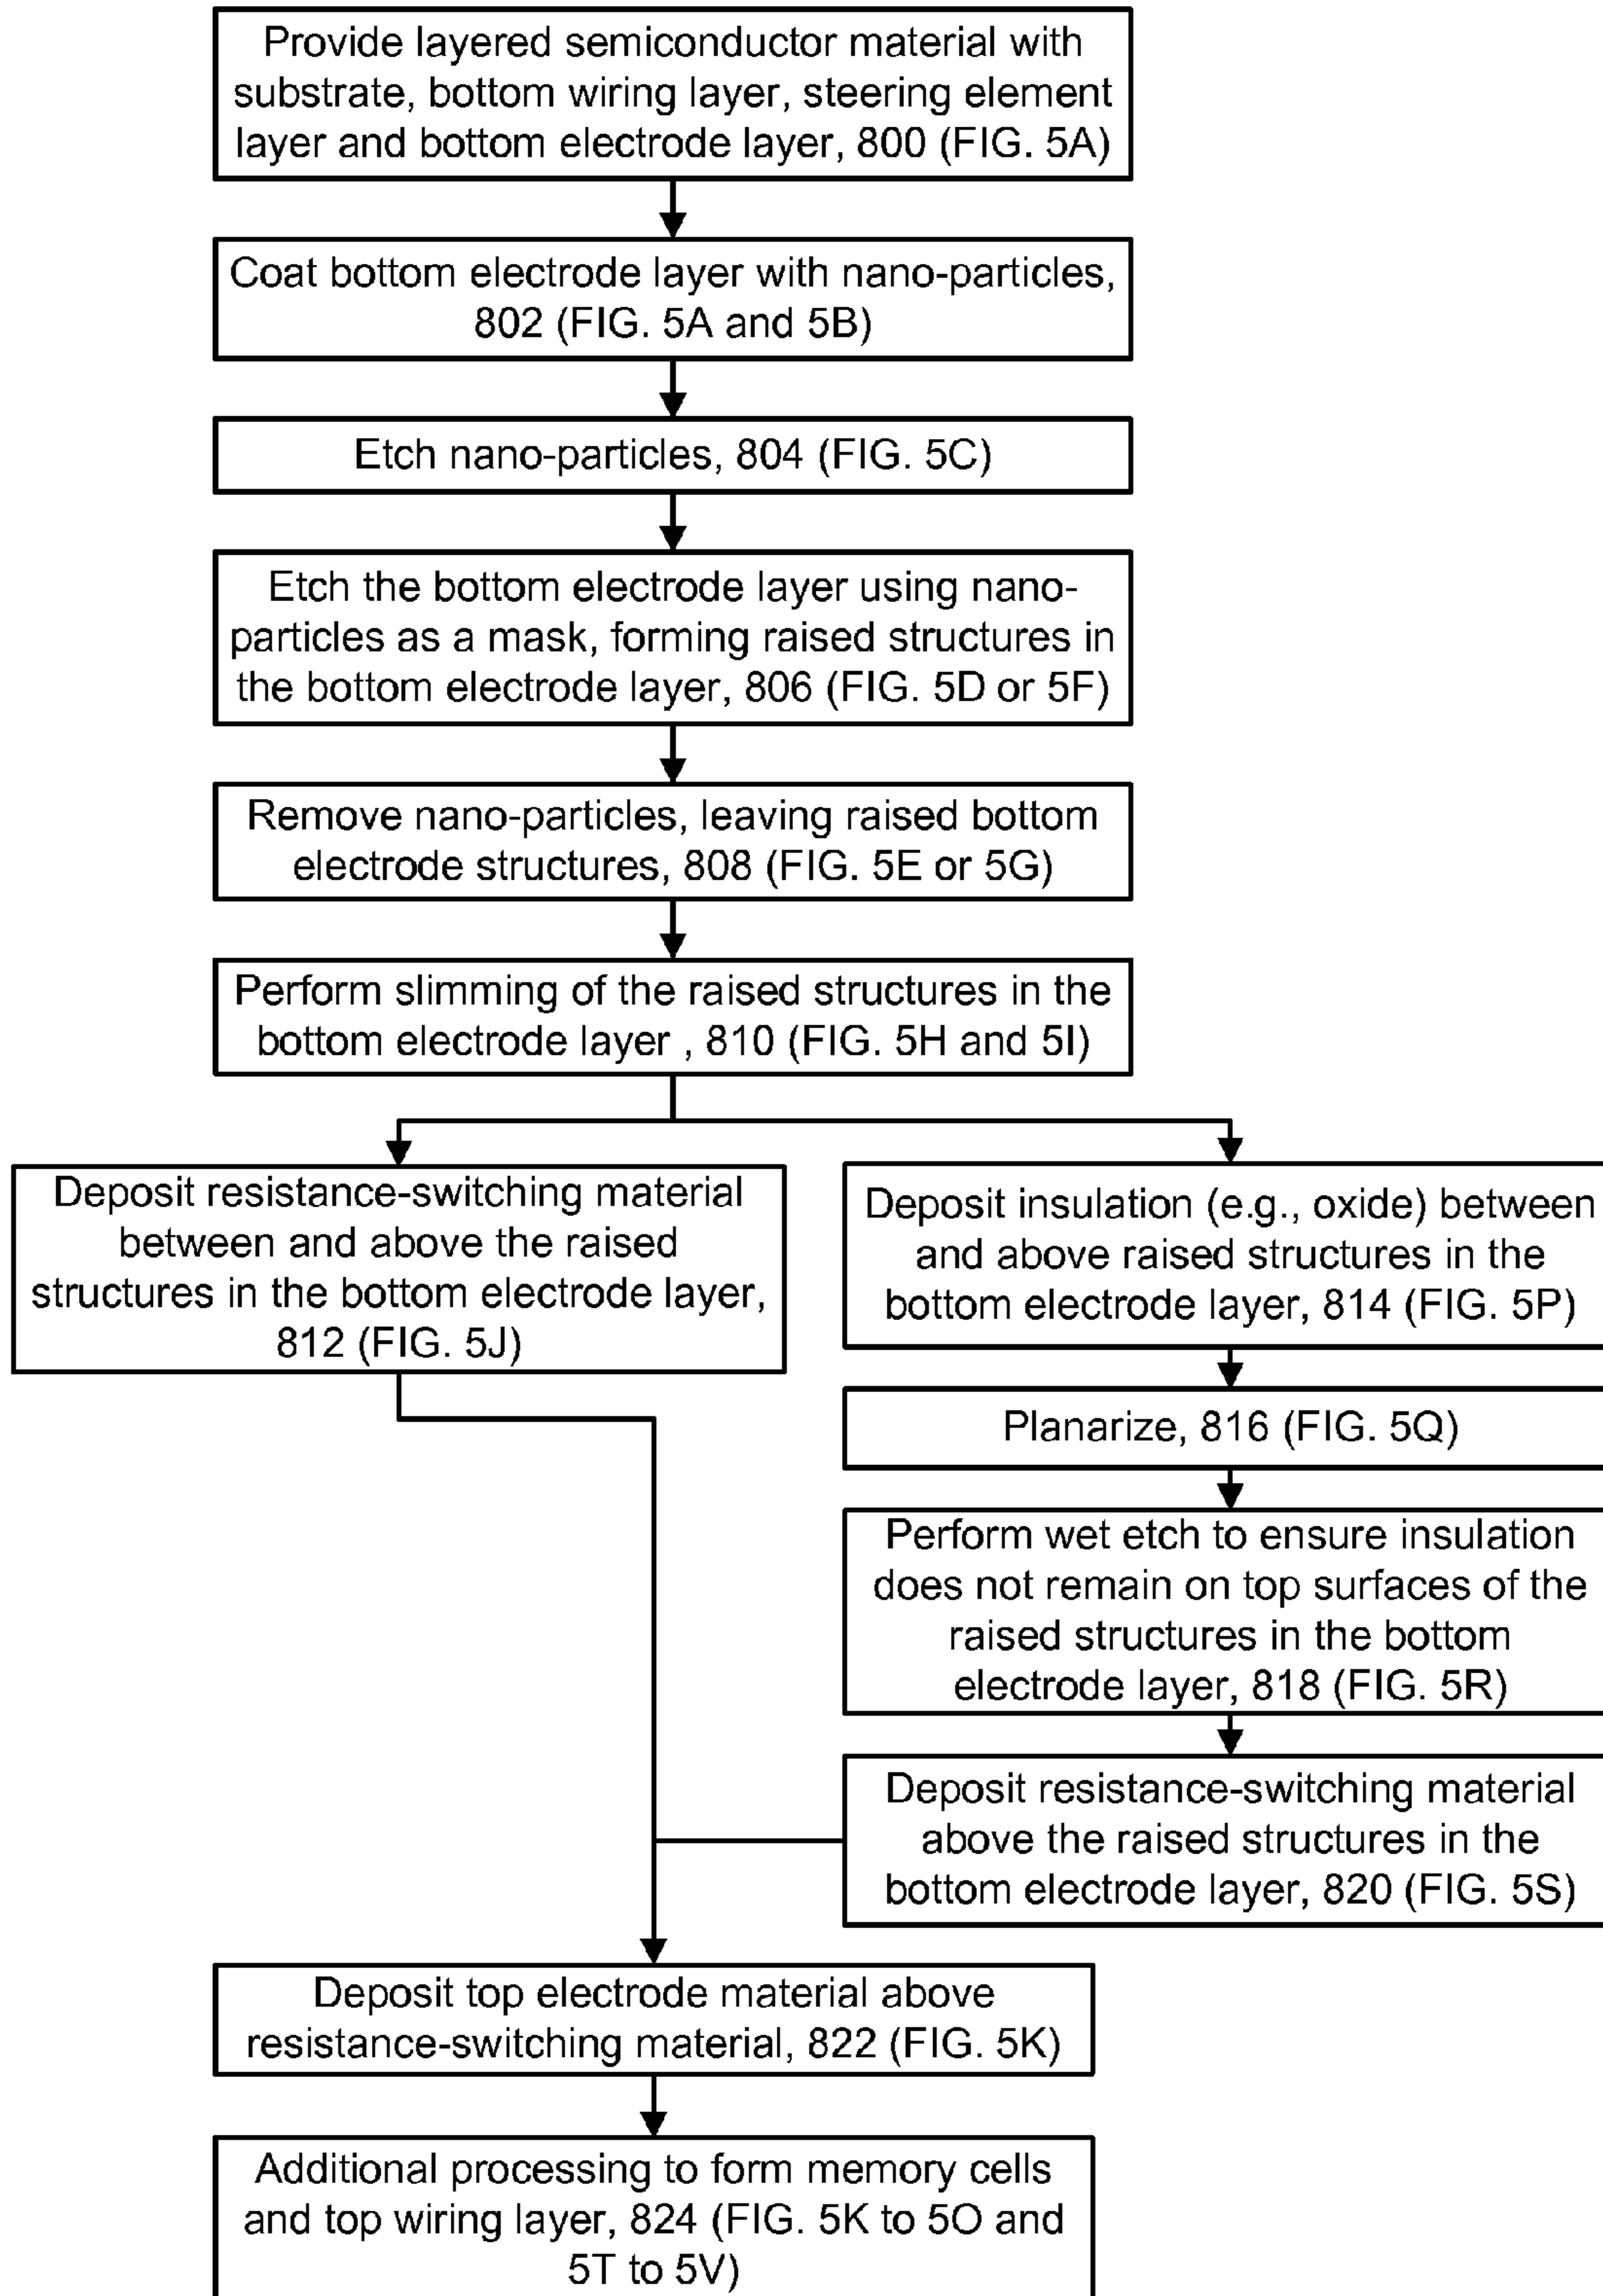 Provide layered semiconductor material with
substrate, bottom wiring layer, steering element
layer and bottom electrode layer, 800 (FIG. 5A)
Coat bottom electrode layer with nano-particles,
802 (FIG. 5A and 5B)
Etch nano-particles, 804 (FIG. 5C)
Etch the bottom electrode layer using nano-
particles as a mask, forming raised structures in
the bottom electrode layer, 806 (FIG. 5D or 5F)
Remove nano-particles, leaving raised bottom
electrode structures, 808 (FIG. 5E or 5G)
Perform slimming of the raised structures in the
bottom electrode layer , 810 (FIG. 5H and 5I)
Deposit resistance-switching material
between and above the raised
structures in the bottom electrode layer,
812 (FIG. 5J)
Deposit insulation (e.g., oxide) between
and above raised structures in the
bottom electrode layer, 814 (FIG. 5P)
Planarize, 816 (FIG. 5Q)
Perform wet etch to ensure insulation
does not remain on top surfaces of the
raised structures in the bottom
electrode layer, 818 (FIG. 5R)
Deposit resistance-switching material
above the raised structures in the
bottom electrode layer, 820 (FIG. 5S)
Deposit top electrode material above
resistance-switching material, 822 (FIG. 5K)
Additional processing to form memory cells
and top wiring layer, 824 (FIG. 5K to 5O and
5T to 5V)